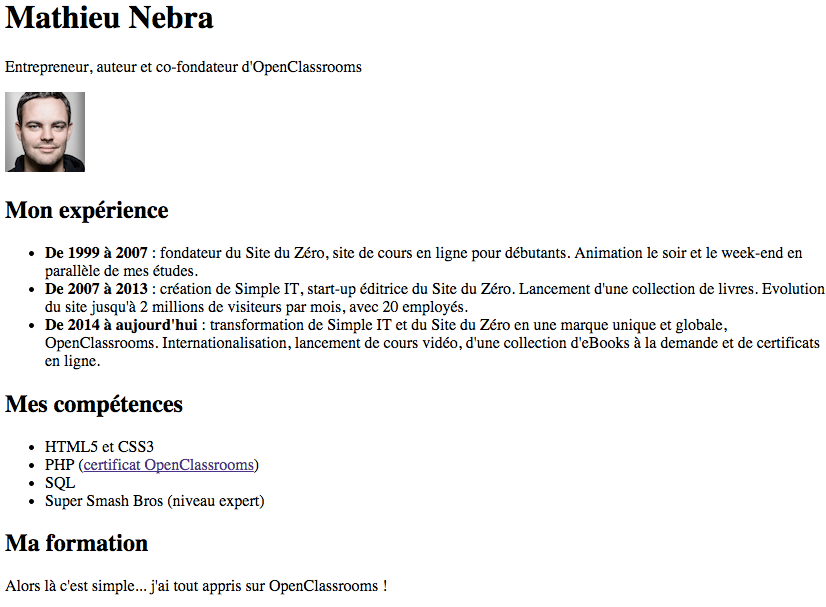 Mathieu Nebra
Entrepreneur, auteur et co-fondateur d'OpenClassrooms
Mon expérience
• De 1999 à 2007 : fondateur du Site du Zéro, site de cours en ligne pour débutants. Animation le soir et le week-end en
parallèle de mes études.
• De 2007 à 2013 : création de Simple IT, start-up éditrice du Site du Zéro. Lancement d'une collection de livres. Evolution
du site jusqu'à 2 millions de visiteurs par mois, avec 20 employés.
• De 2014 à aujourd'hui : transformation de Simple IT et du Site du Zéro en une marque unique et globale,
OpenClassrooms. Internationalisation, lancement de cours vidéo, d'une collection d'eBooks à la demande et de certificats
en ligne.
Mes compétences
• HTML5 et CSS3
• PHP (certificat OpenClassrooms)
• SQL
• Super Smash Bros (niveau expert)
Ma formation
Alors là c'est simple... j'ai tout appris sur OpenClassrooms !